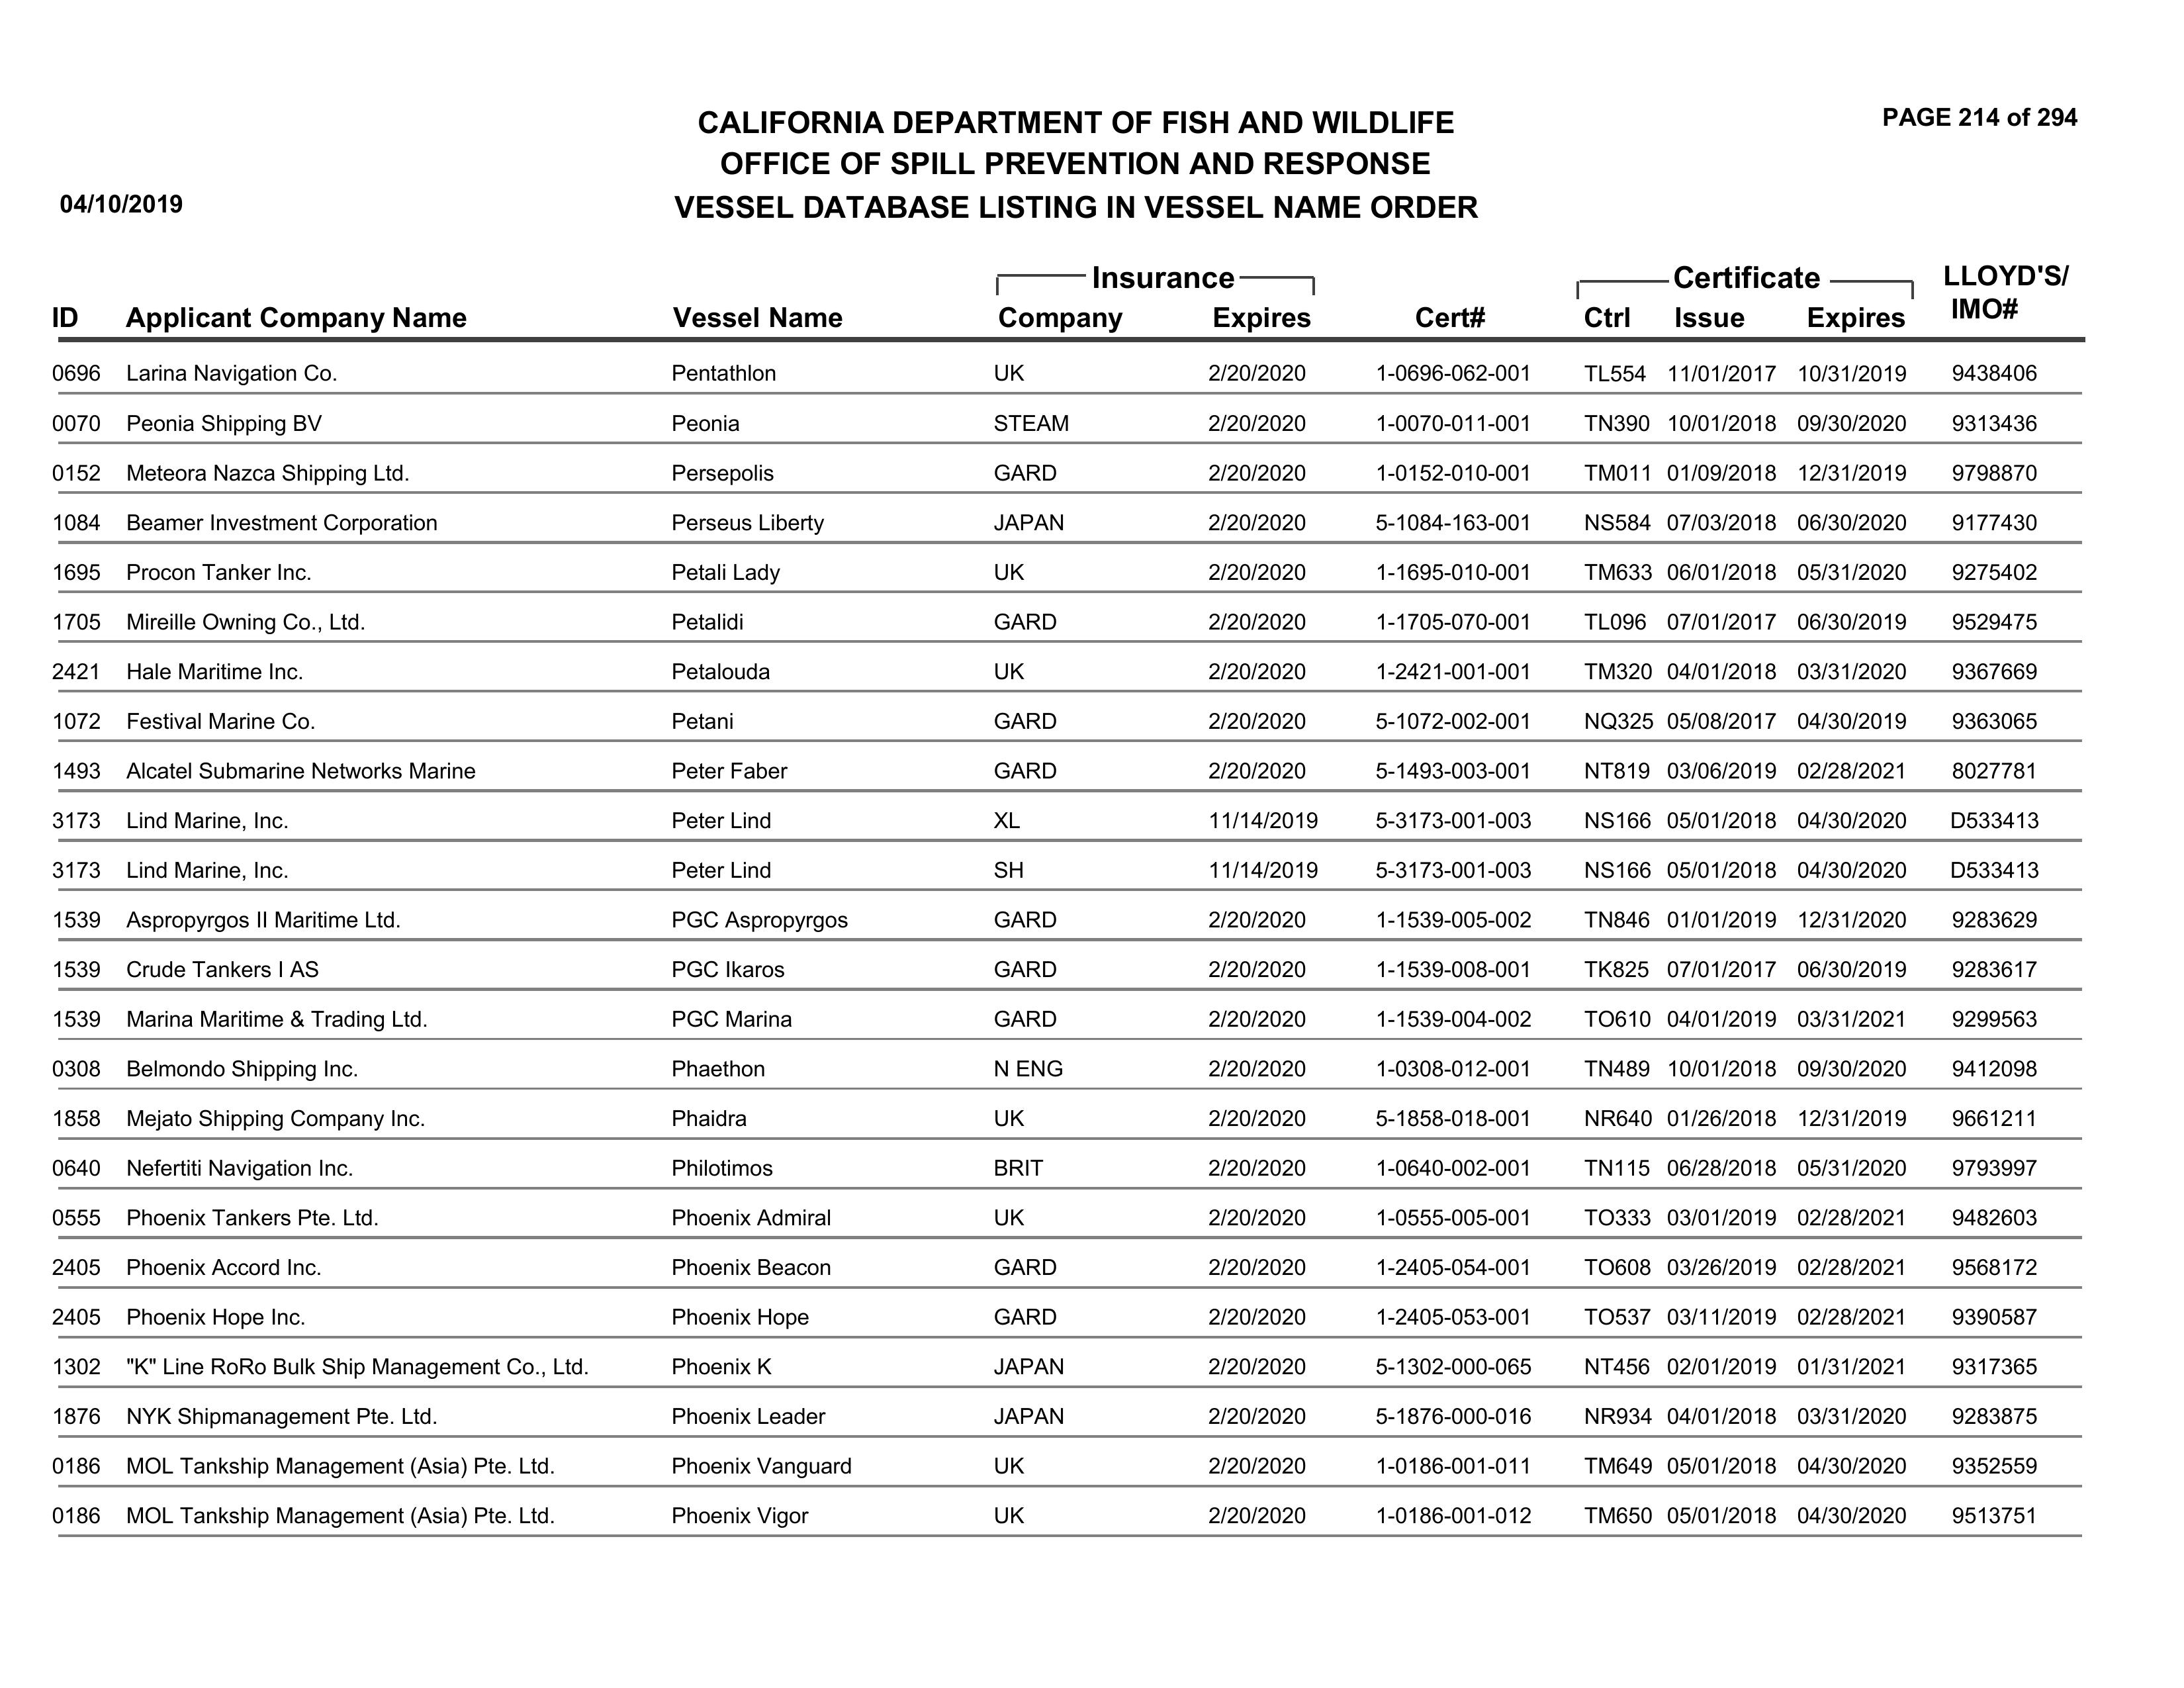 CALIFORNIA DEPARTMENT OF FISH AND WILDLIFE
PAGE 214 of 294
OFFICE OF SPILL PREVENTION AND RESPONSE
04/10/2019
VESSEL DATABASE LISTING IN VESSEL NAME ORDER
Insurance Certificate LLOYD'S/
ID Applicant Company Name Vessel Name Company Expires Cert# Ctrl Issue Expires IMO#
0696 Larina Navigation Co. Pentathlon UK 2/20/2020 1-0696-062-001 TL554 11/01/2017 10/31/2019 9438406
0070 Peonia Shipping BV Peonia STEAM 2/20/2020 1-0070-011-001 TN390 10/01/2018 09/30/2020 9313436
0152 Meteora Nazca Shipping Ltd. Persepolis GARD 2/20/2020 1-0152-010-001 TM011 01/09/2018 12/31/2019 9798870
1084 Beamer Investment Corporation Perseus Liberty JAPAN 2/20/2020 5-1084-163-001 NS584 07/03/2018 06/30/2020 9177430
1695 Procon Tanker Inc. Petali Lady UK 2/20/2020 1-1695-010-001 TM633 06/01/2018 05/31/2020 9275402
1705 Mireille Owning Co., Ltd. Petalidi GARD 2/20/2020 1-1705-070-001 TL096 07/01/2017 06/30/2019 9529475
2421 Hale Maritime Inc. Petalouda UK 2/20/2020 1-2421-001-001 TM320 04/01/2018 03/31/2020 9367669
1072 Festival Marine Co. Petani GARD 2/20/2020 5-1072-002-001 NQ325 05/08/2017 04/30/2019 9363065
1493 Alcatel Submarine Networks Marine Peter Faber GARD 2/20/2020 5-1493-003-001 NT819 03/06/2019 02/28/2021 8027781
3173 Lind Marine, Inc. Peter Lind XL 11/14/2019 5-3173-001-003 NS166 05/01/2018 04/30/2020 D533413
3173 Lind Marine, Inc. Peter Lind SH 11/14/2019 5-3173-001-003 NS166 05/01/2018 04/30/2020 D533413
1539 Aspropyrgos II Maritime Ltd. PGC Aspropyrgos GARD 2/20/2020 1-1539-005-002 TN846 01/01/2019 12/31/2020 9283629
1539 Crude Tankers I AS PGC Ikaros GARD 2/20/2020 1-1539-008-001 TK825 07/01/2017 06/30/2019 9283617
1539 Marina Maritime & Trading Ltd. PGC Marina GARD 2/20/2020 1-1539-004-002 TO610 04/01/2019 03/31/2021 9299563
0308 Belmondo Shipping Inc. Phaethon N ENG 2/20/2020 1-0308-012-001 TN489 10/01/2018 09/30/2020 9412098
1858 Mejato Shipping Company Inc. Phaidra UK 2/20/2020 5-1858-018-001 NR640 01/26/2018 12/31/2019 9661211
0640 Nefertiti Navigation Inc. Philotimos BRIT 2/20/2020 1-0640-002-001 TN115 06/28/2018 05/31/2020 9793997
0555 Phoenix Tankers Pte. Ltd. Phoenix Admiral UK 2/20/2020 1-0555-005-001 TO333 03/01/2019 02/28/2021 9482603
2405 Phoenix Accord Inc. Phoenix Beacon GARD 2/20/2020 1-2405-054-001 TO608 03/26/2019 02/28/2021 9568172
2405 Phoenix Hope Inc. Phoenix Hope GARD 2/20/2020 1-2405-053-001 TO537 03/11/2019 02/28/2021 9390587
1302 "K" Line RoRo Bulk Ship Management Co., Ltd. Phoenix K JAPAN 2/20/2020 5-1302-000-065 NT456 02/01/2019 01/31/2021 9317365
1876 NYK Shipmanagement Pte. Ltd. Phoenix Leader JAPAN 2/20/2020 5-1876-000-016 NR934 04/01/2018 03/31/2020 9283875
0186 MOL Tankship Management (Asia) Pte. Ltd. Phoenix Vanguard UK 2/20/2020 1-0186-001-011 TM649 05/01/2018 04/30/2020 9352559
0186 MOL Tankship Management (Asia) Pte. Ltd. Phoenix Vigor UK 2/20/2020 1-0186-001-012 TM650 05/01/2018 04/30/2020 9513751